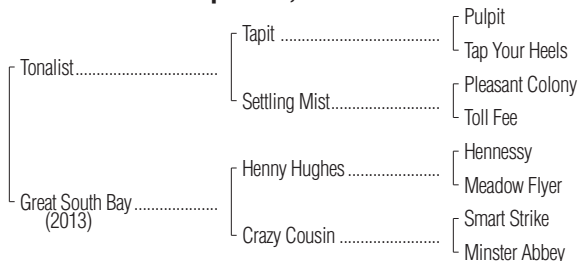 Pulpit
Tapit
Tap Your Heels
Tonalist
Pleasant Colony
Settling Mist
Toll Fee
Hennessy
Henny Hughes
Meadow Flyer
Great South Bay
(2013)
Smart Strike
Crazy Cousin
Minster Abbey